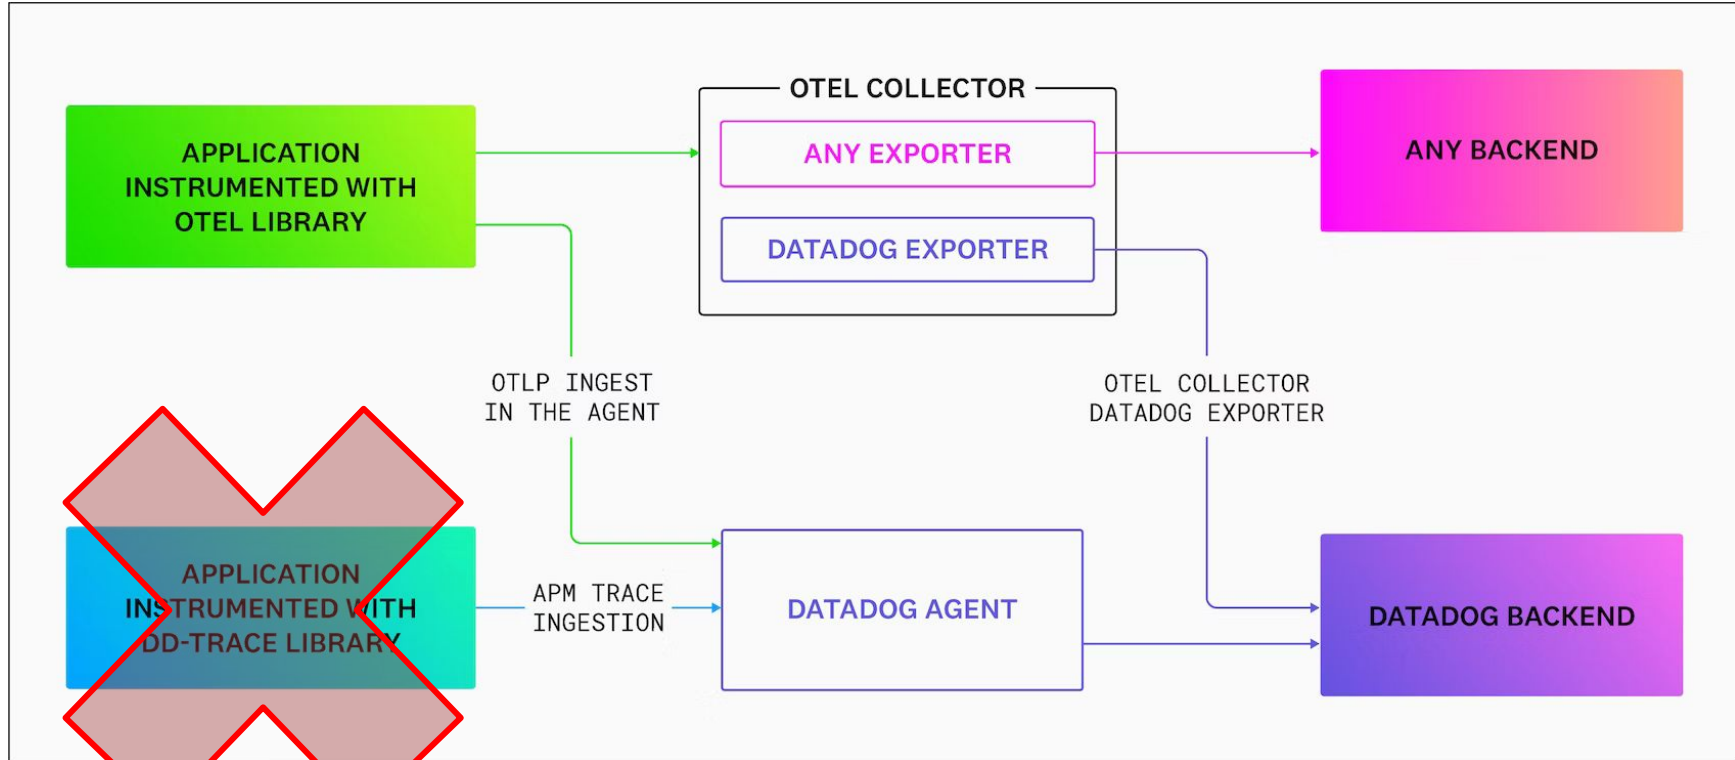 OTEL COLLECTOR
APPLICATION
INSTRUMENTED WITH
OTEL LIBRARY
ANY EXPORTER
DATADOG EXPORTER
ANY BACKEND
OTLP INGEST
IN THE AGENT
OTEL COLLECTOR
DATADOG EXPORTER
APPLICATION
INSTRUMENTED WITH
DD-TRACE LIBRARY
APM TRACE
INGESTION
DATADOG AGENT
DATADOG BACKEND